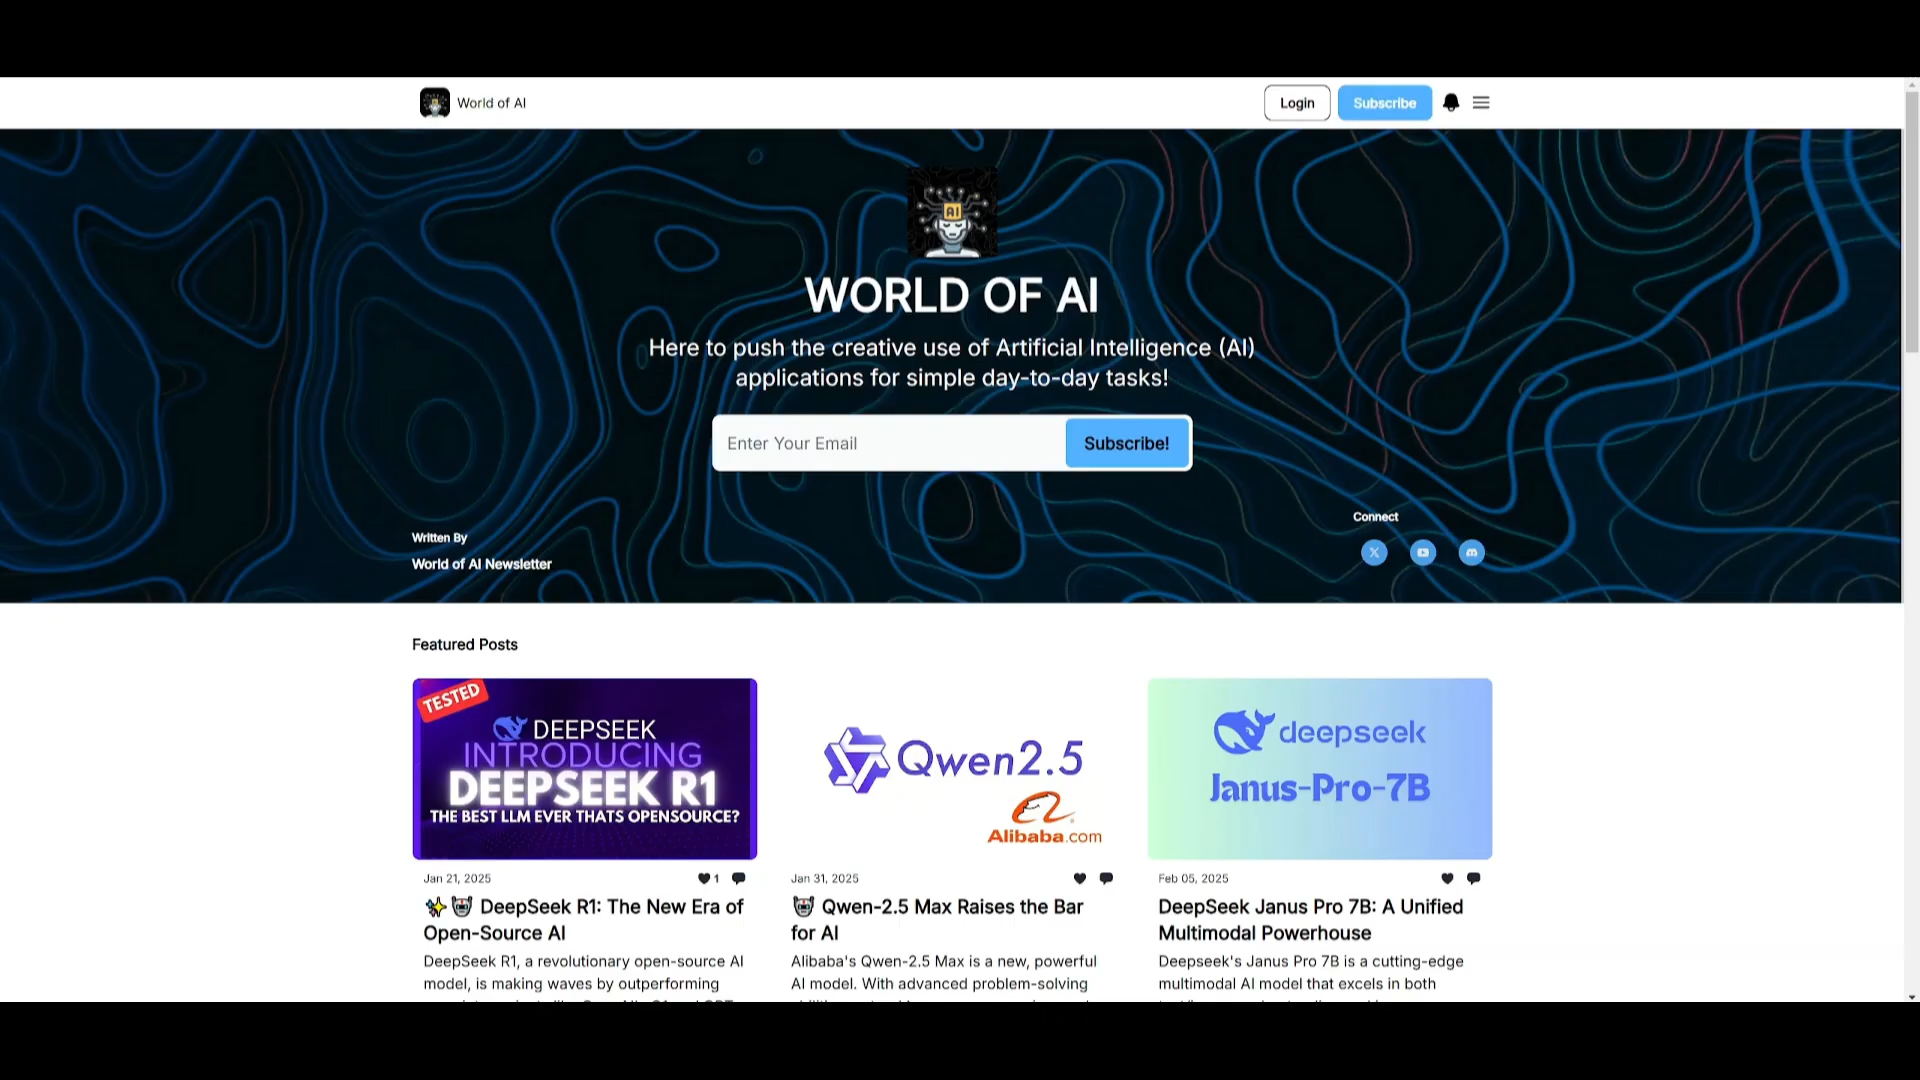 World of AI
Login
Subscribe
AI
WORLD OF AI
Here to push the creative use of Artificial Intelligence (AI)
applications for simple day-to-day tasks!
Enter Your Email
Subscribe!
Connect
Written By
World of AI Newsletter
Featured Posts
TESTED
DEEPSEEK
INTRODUCING
DEEPSEEK R1
THE BEST LLM EVER THATS OPENSOURCE?
Jan 21, 2025
1
DeepSeek R1: The New Era of
Open-Source AI
DeepSeek R1, a revolutionary open-source AI
model, is making waves by outperforming
Qwen2.5
Alibaba.com
Jan 31, 2025
Qwen-2.5 Max Raises the Bar
for AI
Alibaba's Qwen-2.5 Max is a new, powerful
AI model. With advanced problem-solving
deepseek
Janus-Pro-7B
Feb 05, 2025
DeepSeek Janus Pro 7B: A Unified
Multimodal Powerhouse
Deepseek's Janus Pro 7B is a cutting-edge
multimodal AI model that excels in both